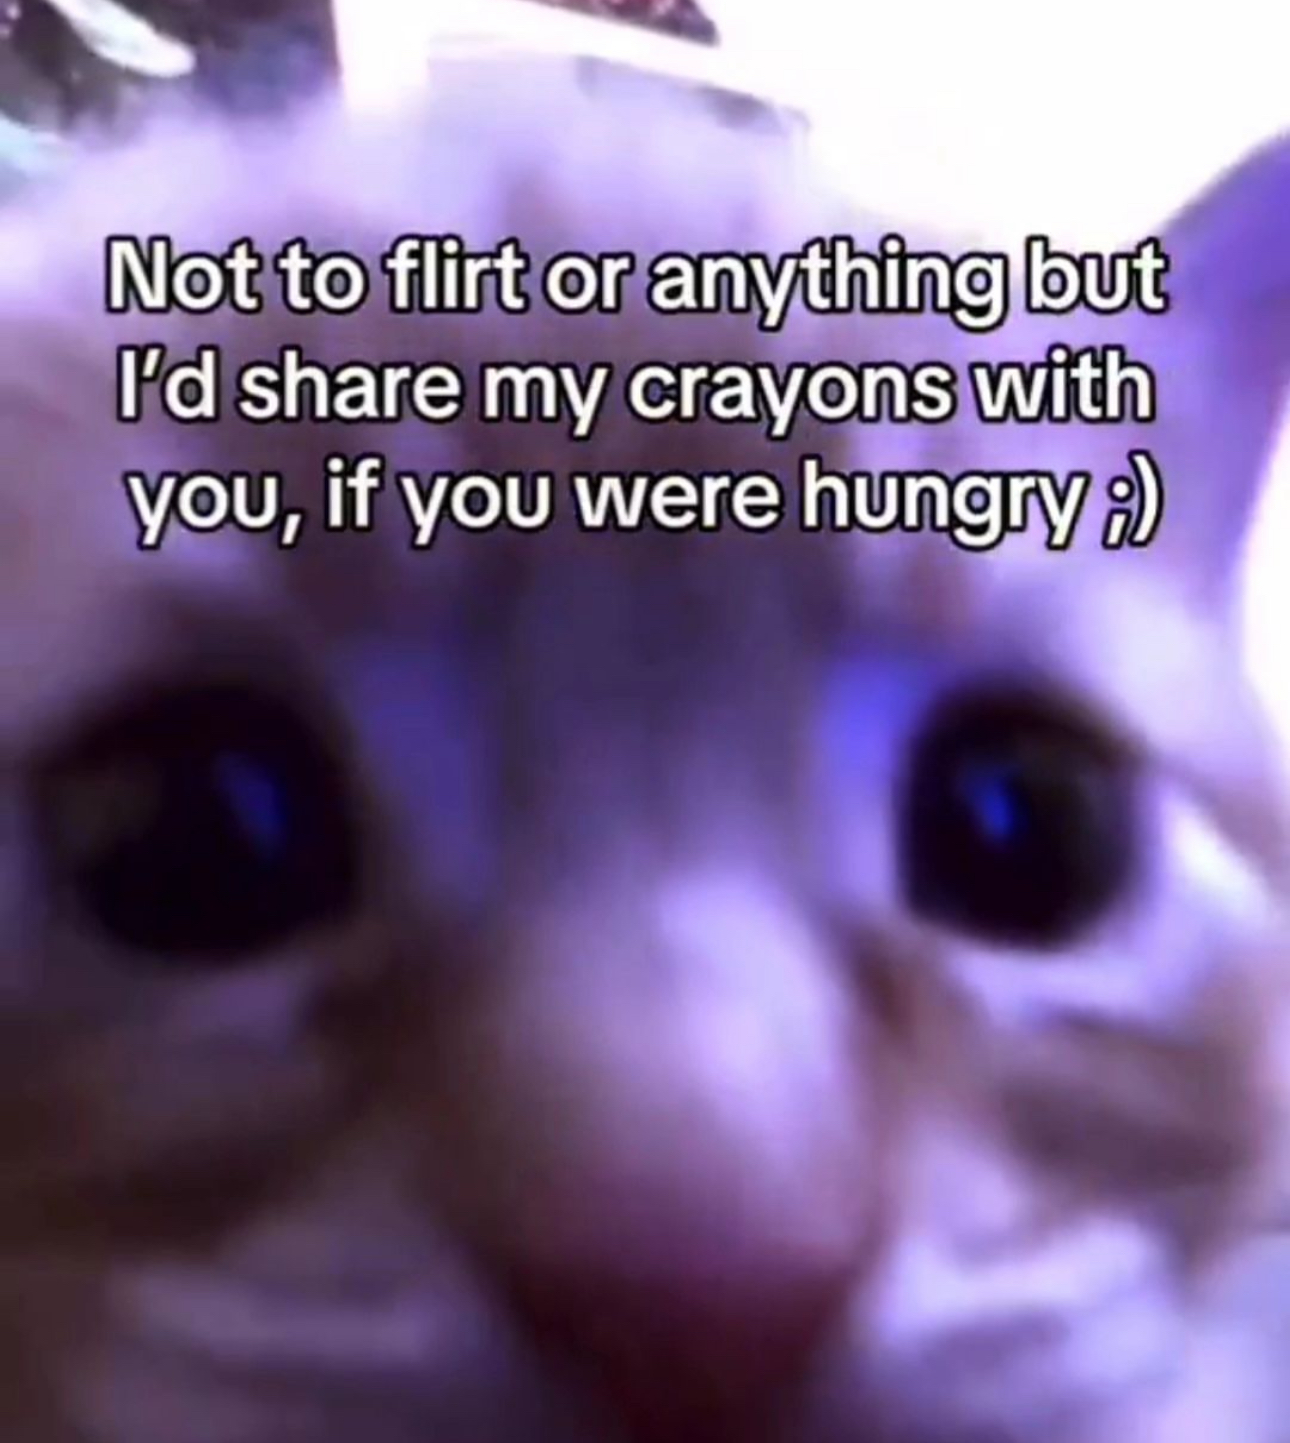 Not to flirt or anything but
I'd share my crayons with
you, if you were hungry ;)